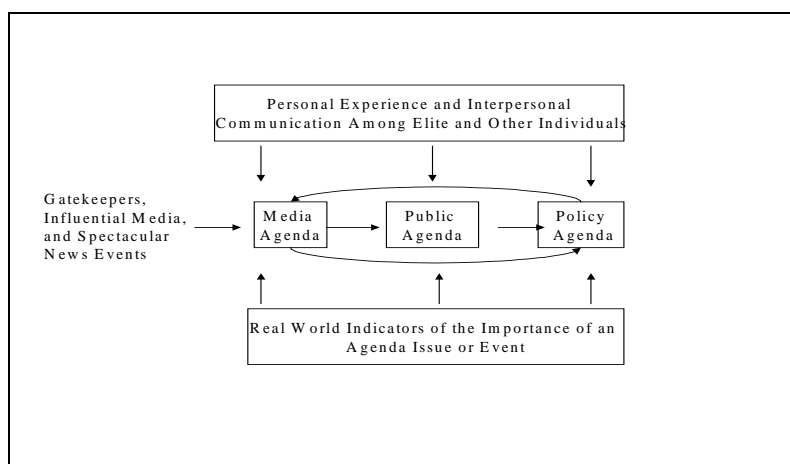 Personal Experience and Interpersonal
Communication Among Elite and Other Individuals
Gatekeepers,
Influential Media,
and Spectacular
News Events
Media
Agenda
Public
Agenda
Policy
Agenda
Real World Indicators of the Importance of an
Agenda Issue or Event